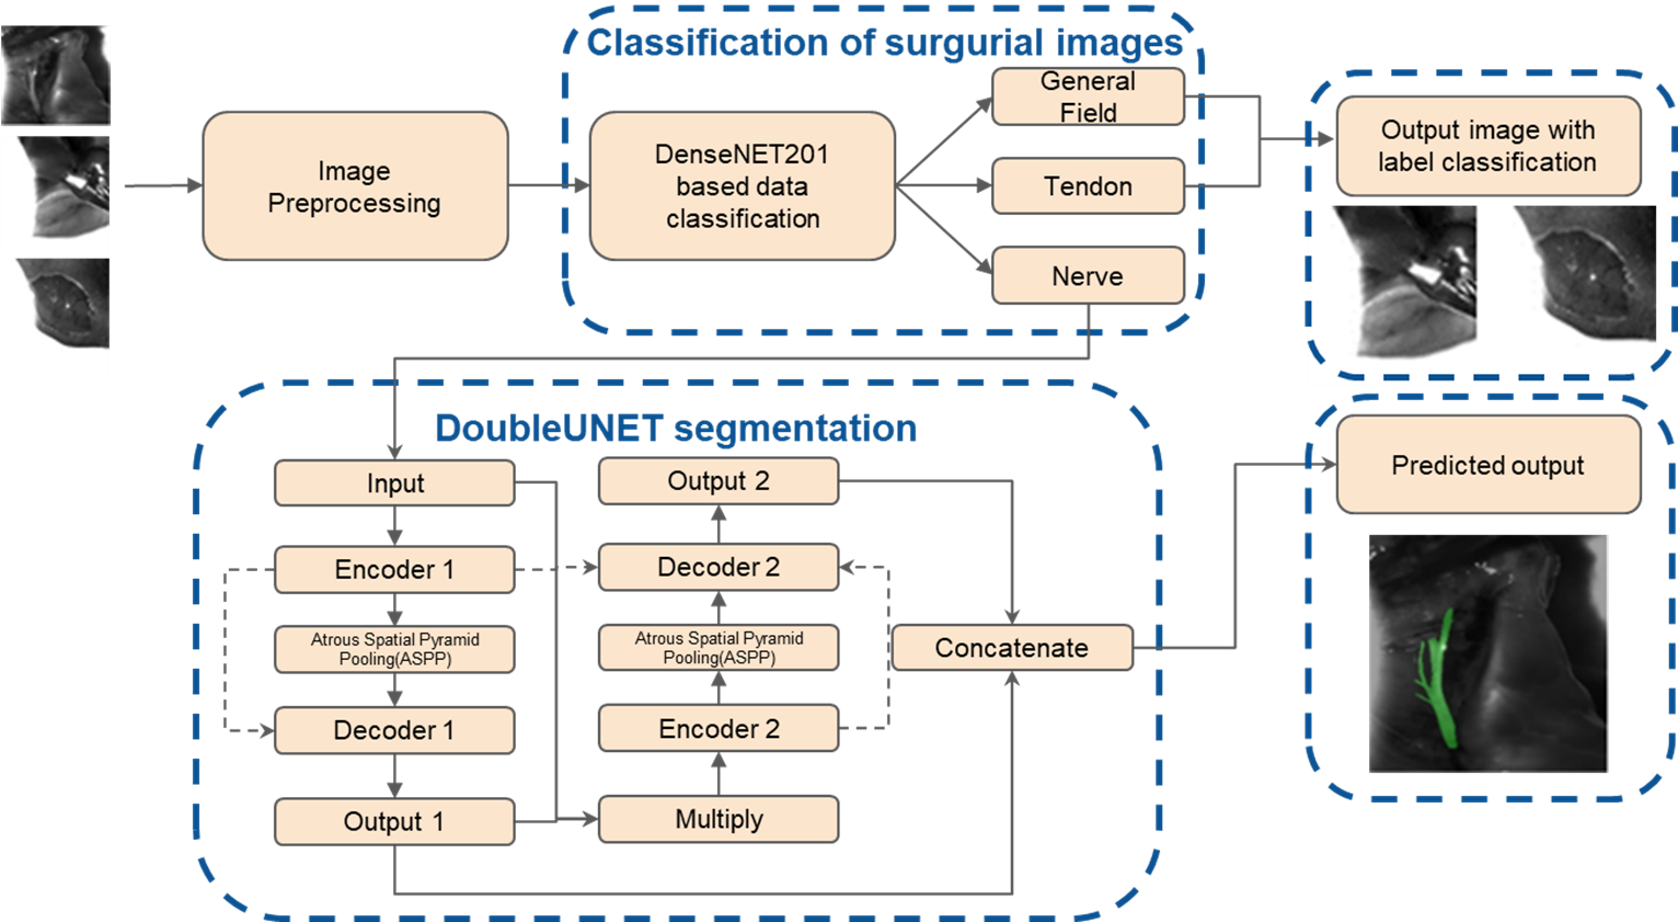 Classification of surgurial images
Image
Preprocessing
DenseNET201
based data
classification
General
Field
Tendon
Nerve
Output image with
label classification
DoubleUNET segmentation
Input
Encoder 1
Atrous Spatial Pyramid
Pooling(ASPP)
Decoder 1
Output 1
Output 2
Decoder 2
Atrous Spatial Pyramid
Pooling(ASPP)
Encoder 2
Multiply
Concatenate
Predicted output